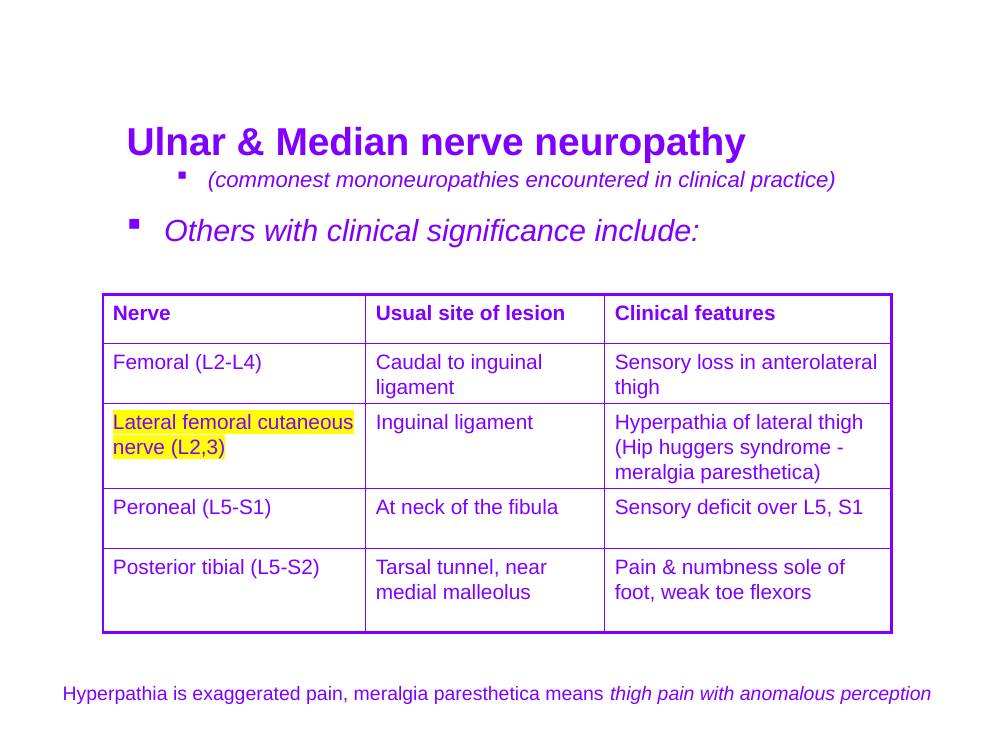 Ulnar & Median nerve neuropathy
▪ (commonest mononeuropathies encountered in clinical practice)
▪ Others with clinical significance include:
Nerve
Usual site of lesion
Clinical features
Femoral (L2-L4)
Caudal to inguinal
ligament
Sensory loss in anterolateral
thigh
Lateral femoral cutaneous
nerve (L2,3)
Inguinal ligament
Hyperpathia of lateral thigh
(Hip huggers syndrome -
meralgia paresthetica)
Peroneal (L5-S1)
At neck of the fibula
Sensory deficit over L5, S1
Posterior tibial (L5-S2)
Tarsal tunnel, near
medial malleolus
Pain & numbness sole of
foot, weak toe flexors
Hyperpathia is exaggerated pain, meralgia paresthetica means thigh pain with anomalous perception